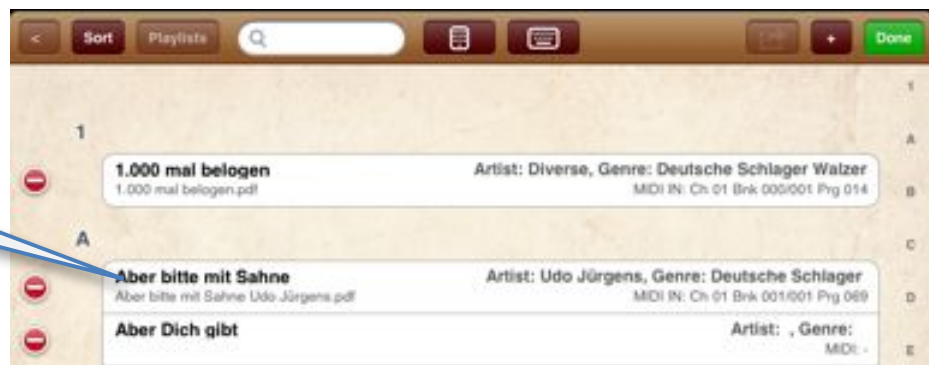 < Sort Playlists + Done
1
1
A
1.000 mal belogen Artist: Diverse, Genre: Deutsche Schlager Walzer
1.000 mal belogen.pdf MIDI IN: Ch 01 Bnk 000/001 Prg 014
B
A
C
Aber bitte mit Sahne Artist: Udo Jürgens, Genre: Deutsche Schlager
Aber bitte mit Sahne Udo Jürgens.pdf MIDI IN: Ch 01 Bnk 001/001 Prg 069
D
Aber Dich gibt Artist: , Genre:
MIDI: -
E